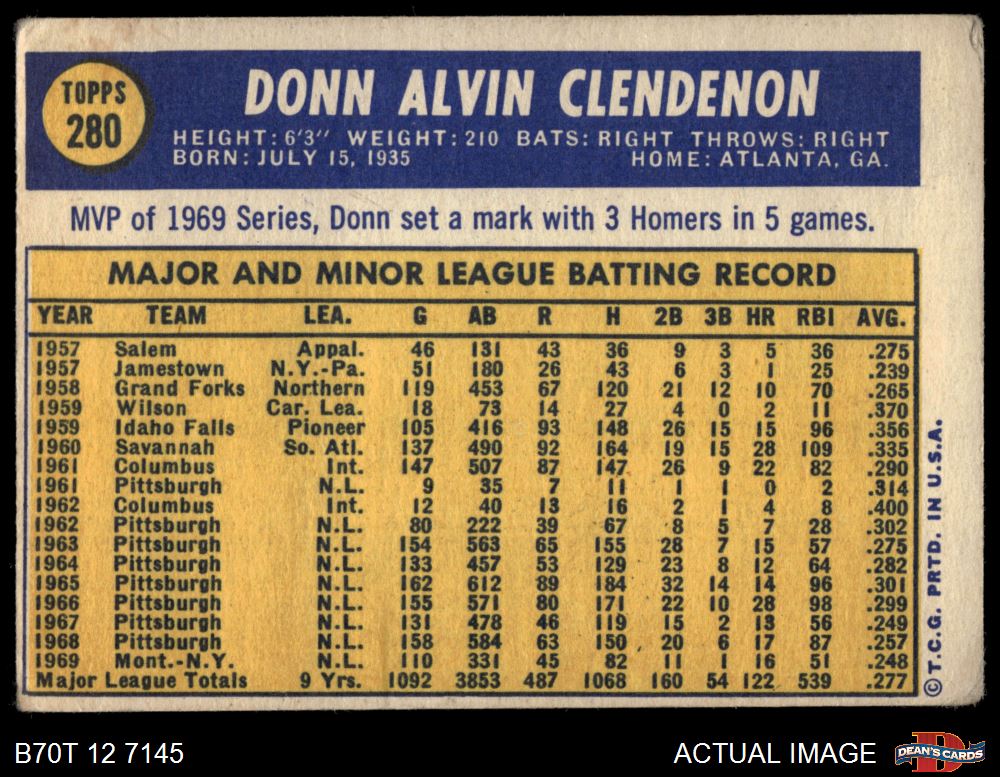 TOPPS
280
DONN ALVIN CLENDENON
HEIGHT: 6'3" WEIGHT: 210 BATS: RIGHT THROWS: RIGHT
BORN: JULY 15, 1935 HOME: ATLANTA, GA.
MVP of 1969 Series, Donn set a mark with 3 Homers in 5 games.
MAJOR AND MINOR LEAGUE BATTING RECORD
YEAR TEAM LEA. G AB R H 2B 3B HR RBI AVG.
1957 Salem Appal. 46 131 43 36 9 3 5 36 .275
1957 Jamestown N.Y.-Pa. 51 180 26 43 6 3 1 25 .239
1958 Grand Forks Northern 119 453 67 120 21 12 10 70 .265
1959 Wilson Car. Lea. 18 73 14 27 4 0 2 11 .370
1959 Idaho Falls Pioneer 105 416 93 148 26 15 15 96 .356
1960 Savannah So. Atl. 137 490 92 164 19 15 28 109 .335
1961 Columbus Int. 147 507 87 147 26 9 22 82 .290
1961 Pittsburgh N.L. 9 35 7 11 1 1 0 2 .314
1962 Columbus Int. 12 40 13 16 2 1 4 8 .400
1962 Pittsburgh N.L. 80 222 39 67 8 5 7 28 .302
1963 Pittsburgh N.L. 154 563 65 155 28 7 15 57 .275
1964 Pittsburgh N.L. 133 457 53 129 23 8 12 64 .282
1965 Pittsburgh N.L. 162 612 89 184 32 14 14 96 .301
1966 Pittsburgh N.L. 155 571 80 171 22 10 28 98 .299
1967 Pittsburgh N.L. 131 478 46 119 15 2 13 56 .249
1968 Pittsburgh N.L. 158 584 63 150 20 6 17 87 .257
1969 Mont.-N.Y. N.L. 110 331 45 82 11 1 16 51 .248
Major League Totals 9 Yrs. 1092 3853 487 1068 160 54 122 539 .277
© T.C.G. PRTD. IN U.S.A.
B70T 12 7145
ACTUAL IMAGE
D
DEAN'S CARDS